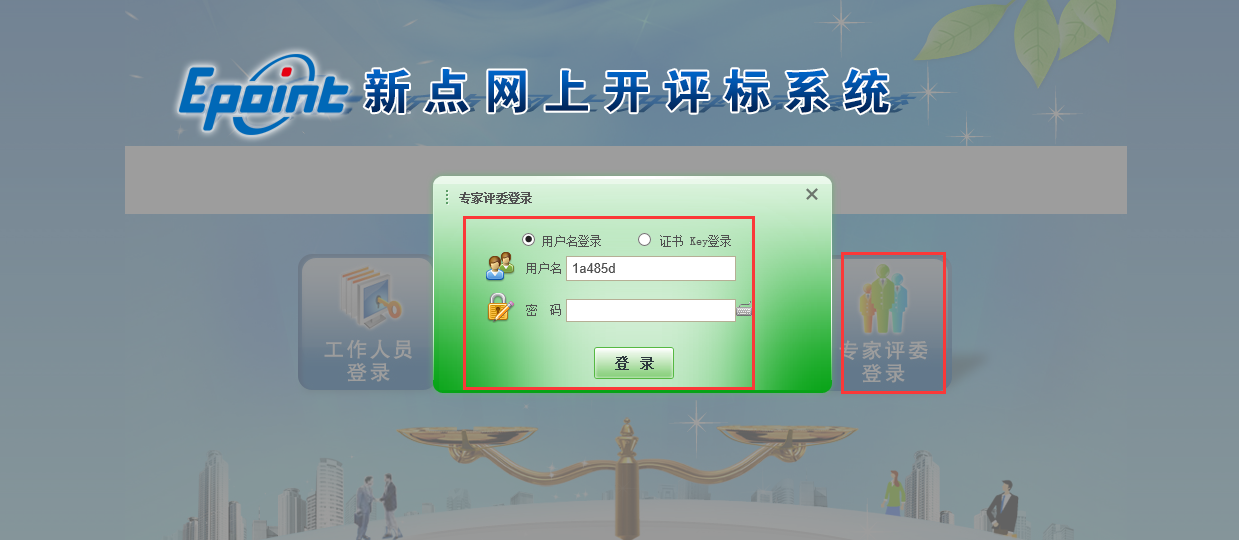 Epoint 新点网上开评标系统
专家评委登录
用户名登录 证书 Key登录
用户名 1a485d
密 码
登 录
工作人员
登录
专家评委
登录